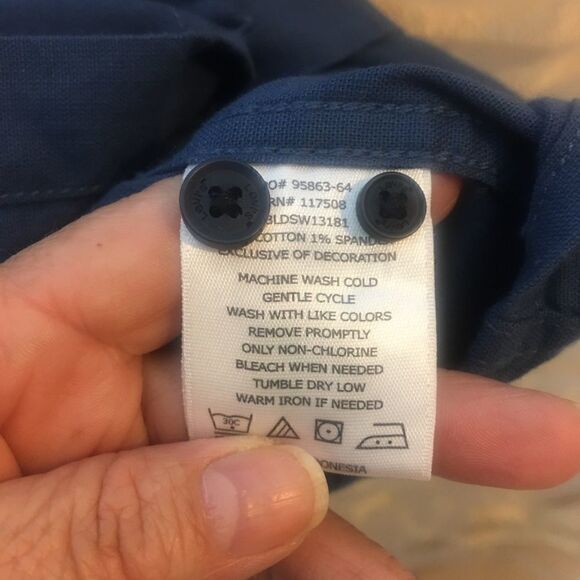 O# 95863-64
RN# 117508
BLDSW13181
COTTON 1% SPANDE
EXCLUSIVE OF DECORATION
MACHINE WASH COLD
GENTLE CYCLE
WASH WITH LIKE COLORS
REMOVE PROMPTLY
ONLY NON-CHLORINE
BLEACH WHEN NEEDED
TUMBLE DRY LOW
WARM IRON IF NEEDED
30C
ONESIA